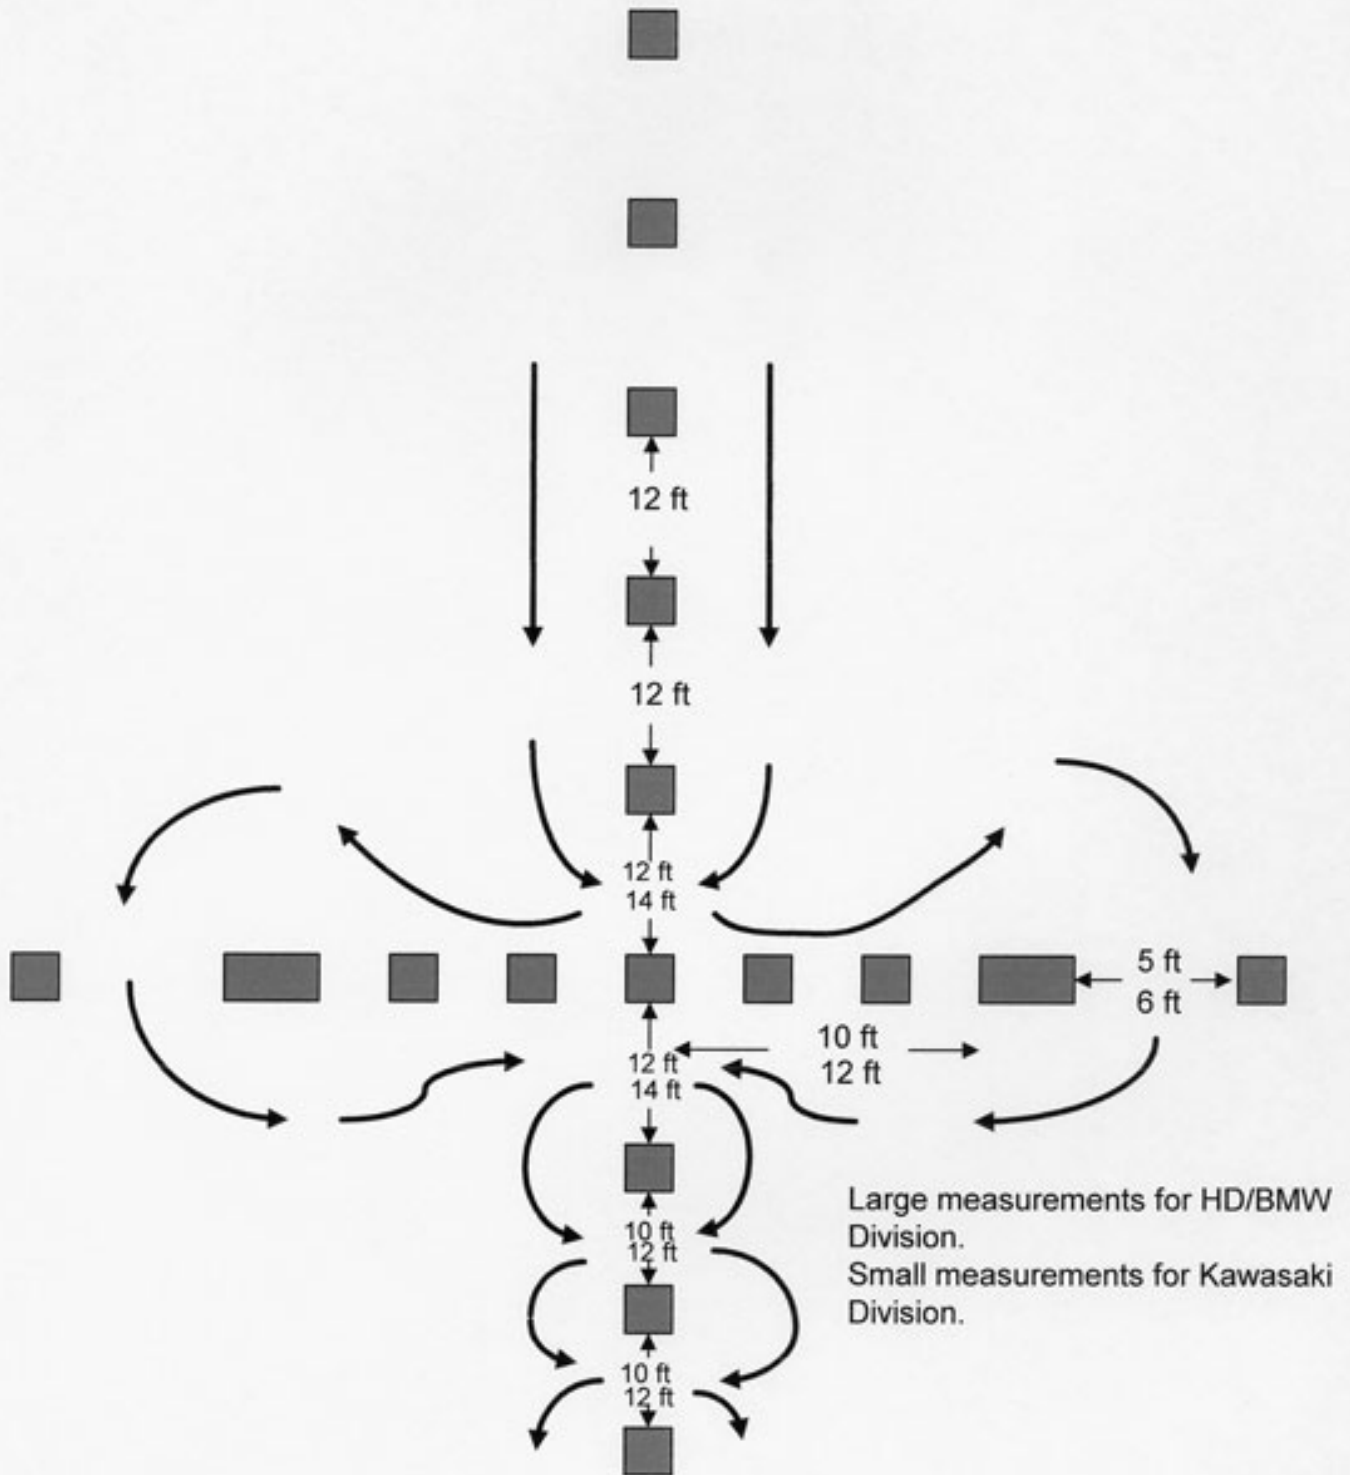 12 ft
12 ft
12 ft
14 ft
5 ft
6 ft
10 ft
12 ft
12 ft
14 ft
10 ft
12 ft
10 ft
12 ft
Large measurements for HD/BMW
Division.
Small measurements for Kawasaki
Division.